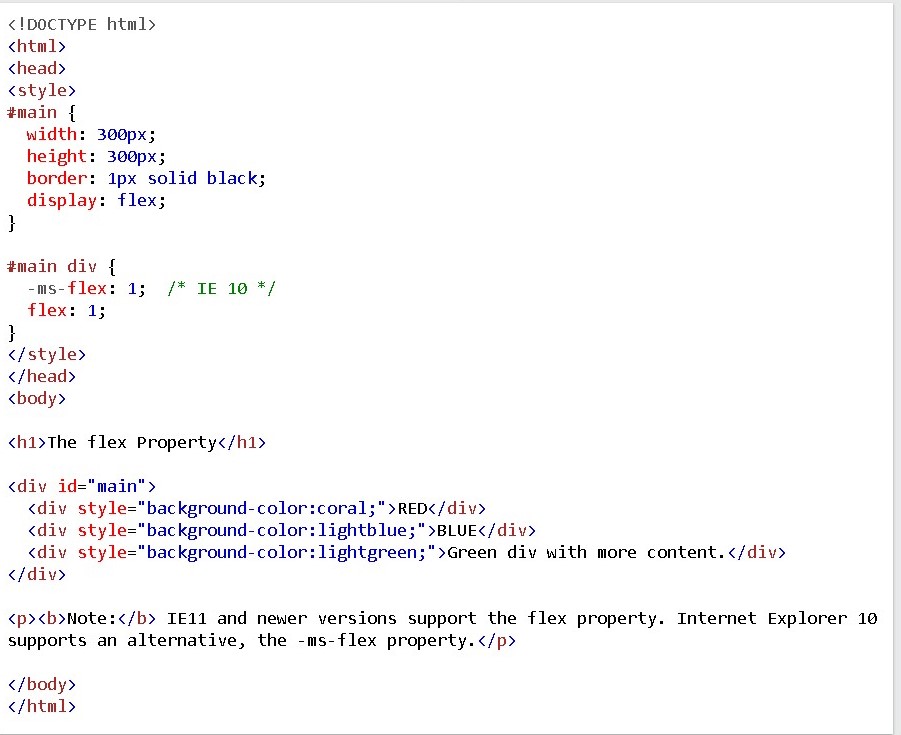 <!DOCTYPE html>
<html>
<head>
<style>
#main {
  width: 300px;
  height: 300px;
  border: 1px solid black;
  display: flex;
}

#main div {
  -ms-flex: 1;  /* IE 10 */
  flex: 1;
}
</style>
</head>
<body>

<h1>The flex Property</h1>

<div id="main">
  <div style="background-color:coral;">RED</div>
  <div style="background-color:lightblue;">BLUE</div>
  <div style="background-color:lightgreen;">Green div with more content.</div>
</div>

<p><b>Note:</b> IE11 and newer versions support the flex property. Internet Explorer 10
supports an alternative, the -ms-flex property.</p>

</body>
</html>